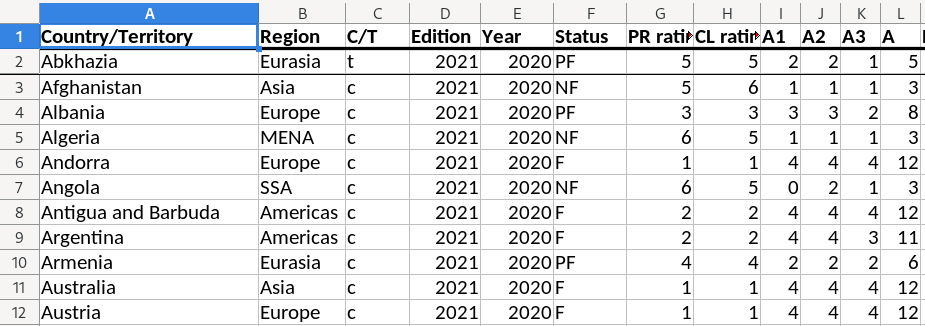 A B C D E F G H I J K L
1 Country/Territory Region C/T Edition Year Status PR ratin CL ratin A1 A2 A3 A
2 Abkhazia Eurasia t 2021 2020 PF 5 5 2 2 1 5
3 Afghanistan Asia c 2021 2020 NF 5 6 1 1 1 3
4 Albania Europe c 2021 2020 PF 3 3 3 3 2 8
5 Algeria MENA c 2021 2020 NF 6 5 1 1 1 3
6 Andorra Europe c 2021 2020 F 1 1 4 4 4 12
7 Angola SSA c 2021 2020 NF 6 5 0 2 1 3
8 Antigua and Barbuda Americas c 2021 2020 F 2 2 4 4 4 12
9 Argentina Americas c 2021 2020 F 2 2 4 4 3 11
10 Armenia Eurasia c 2021 2020 PF 4 4 2 2 2 6
11 Australia Asia c 2021 2020 F 1 1 4 4 4 12
12 Austria Europe c 2021 2020 F 1 1 4 4 4 12